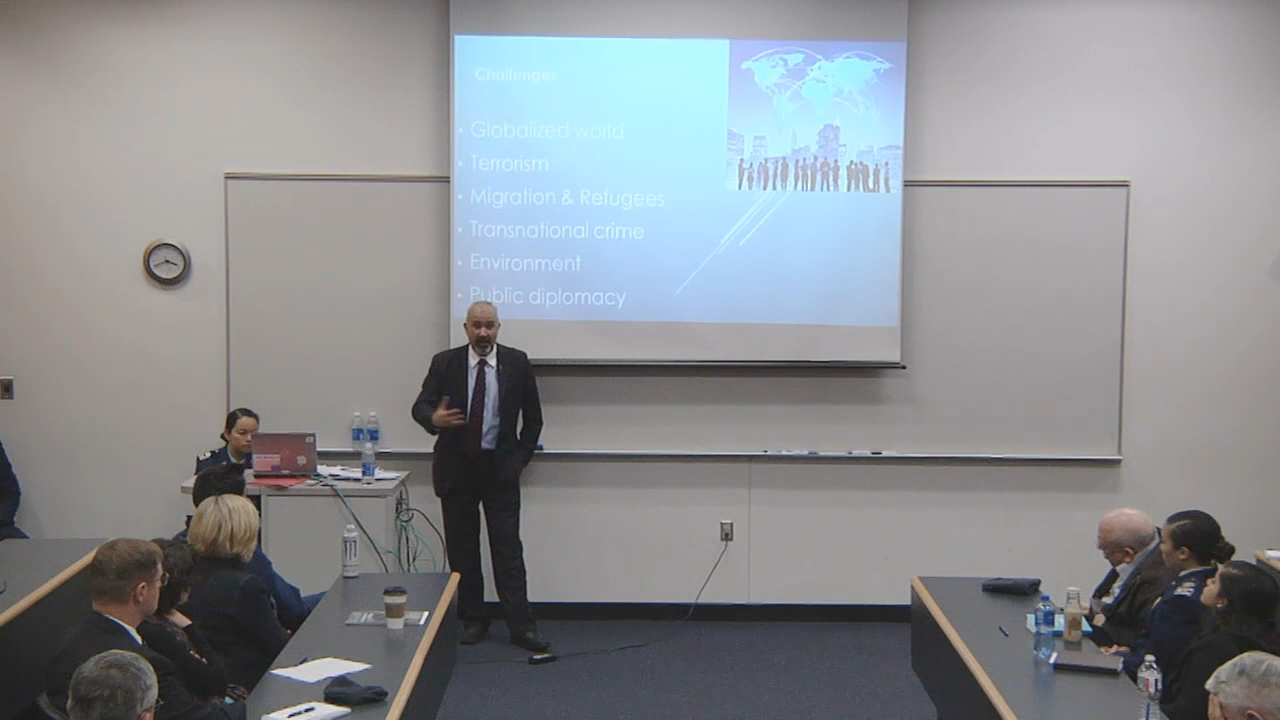 Challenges
• Globalized world
• Terrorism
• Migration & Refugees
• Transnational crime
• Environment
• Public diplomacy